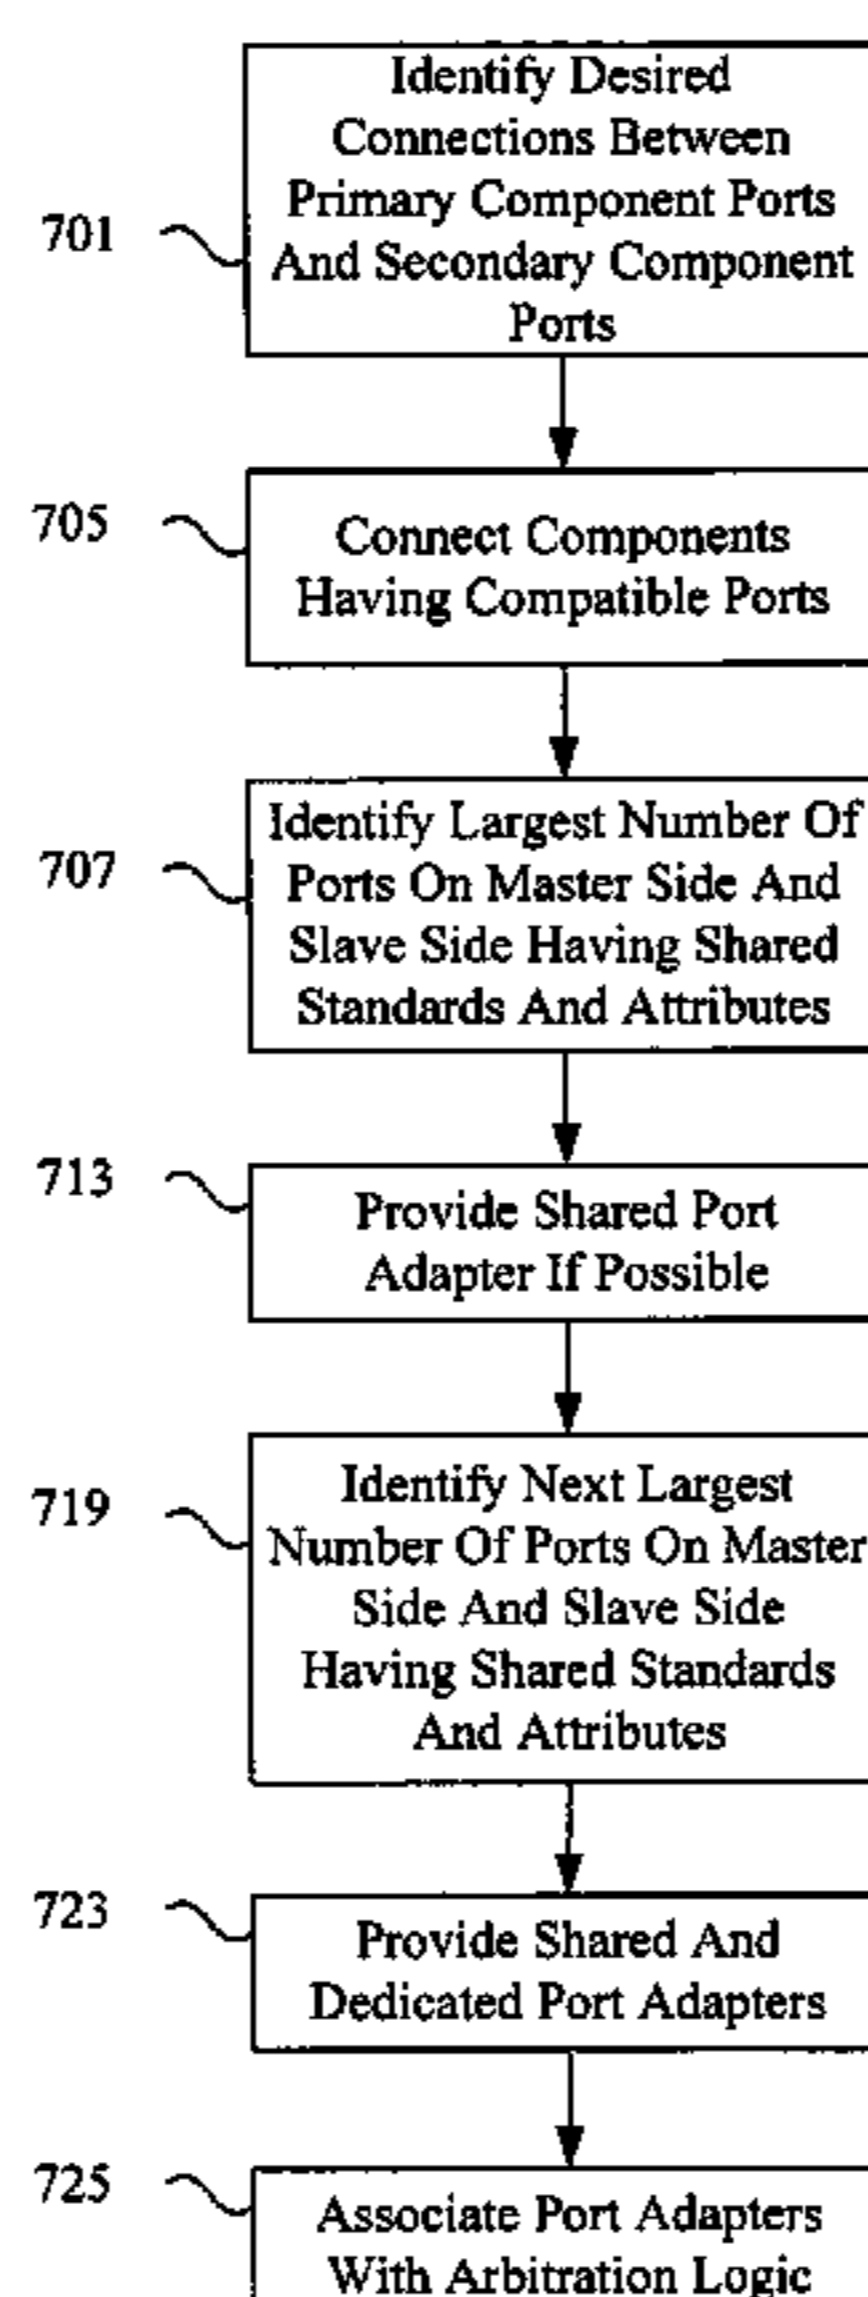 Identify Desired
Connections Between
Primary Component Ports
And Secondary Component
Ports
701
705
Connect Components
Having Compatible Ports
Identify Largest Number Of
Ports On Master Side And
Slave Side Having Shared
Standards And Attributes
707
713
Provide Shared Port
Adapter If Possible
Identify Next Largest
Number Of Ports On Master
Side And Slave Side
Having Shared Standards
And Attributes
719
723
Provide Shared And
Dedicated Port Adapters
725
Associate Port Adapters
With Arbitration Logic